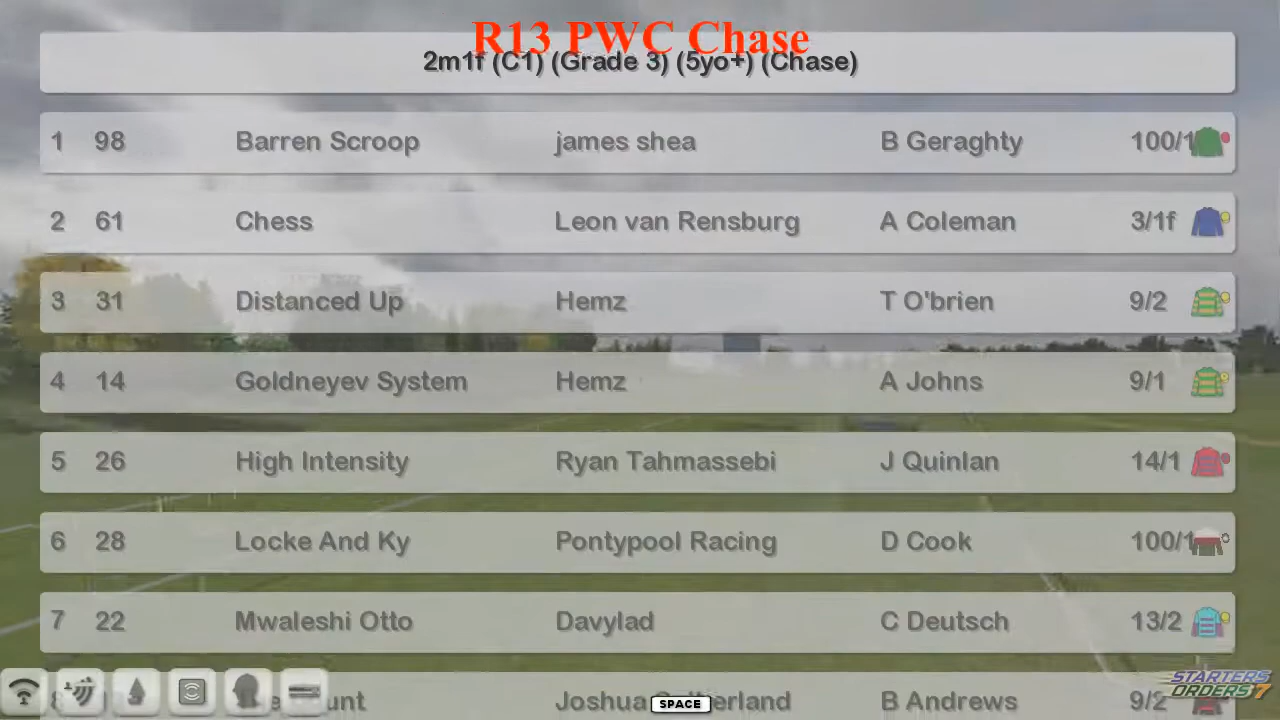 R13 PWC Chase
2m1f (C1) (Grade 3) (5yo+) (Chase)
1 98 Barren Scroop james shea B Geraghty 100/1
2 61 Chess Leon van Rensburg A Coleman 3/1f
3 31 Distanced Up Hemz T O'brien 9/2
4 14 Goldneyev System Hemz A Johns 9/1
5 26 High Intensity Ryan Tahmassebi J Quinlan 14/1
6 28 Locke And Ky Pontypool Racing D Cook 100/1
7 22 Mwaleshi Otto Davylad C Deutsch 13/2
8 Joshua B Andrews 9/2
SPACE
STARTERS ORDERS 7